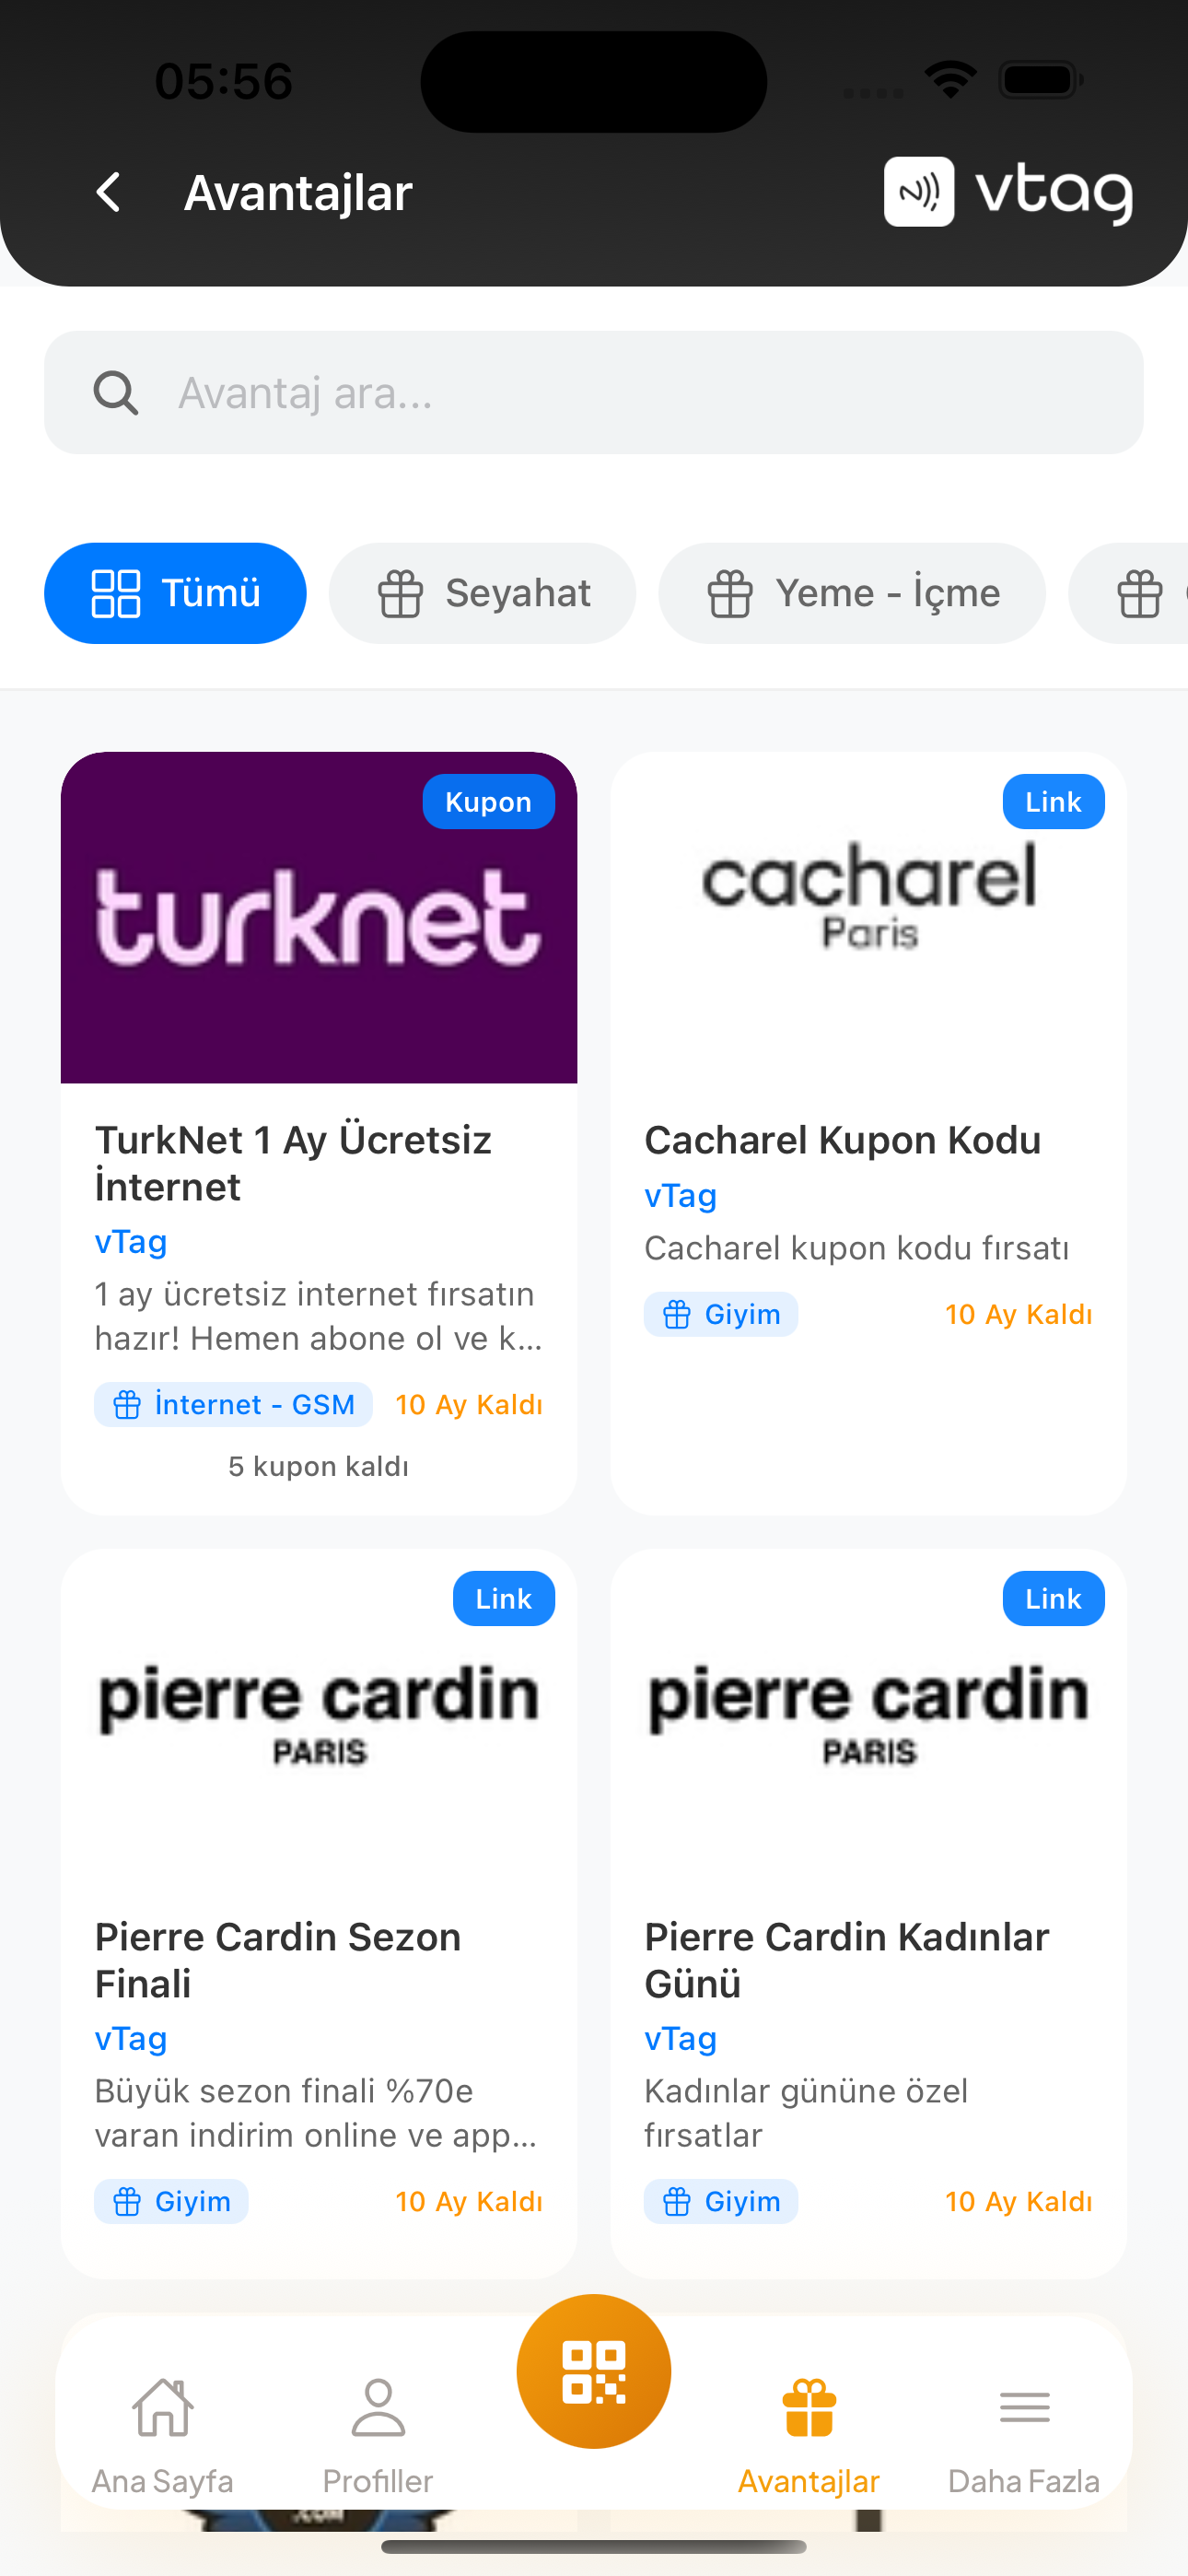 05:56
Avantajlar
vtag
Avantaj ara...
Tümü
Seyahat
Yeme - İçme
Kupon
turknet
TurkNet 1 Ay Ücretsiz
İnternet
vTag
1 ay ücretsiz internet fırsatın
hazır! Hemen abone ol ve k...
İnternet - GSM
10 Ay Kaldı
5 kupon kaldı
Link
cacharel
Paris
Cacharel Kupon Kodu
vTag
Cacharel kupon kodu fırsatı
Giyim
10 Ay Kaldı
Link
pierre cardin
PARIS
Pierre Cardin Sezon
Finali
vTag
Büyük sezon finali %70e
varan indirim online ve app...
Giyim
10 Ay Kaldı
Link
pierre cardin
PARIS
Pierre Cardin Kadınlar
Günü
vTag
Kadınlar gününe özel
fırsatlar
Giyim
10 Ay Kaldı
Ana Sayfa
Profiller
Avantajlar
Daha Fazla
.COM